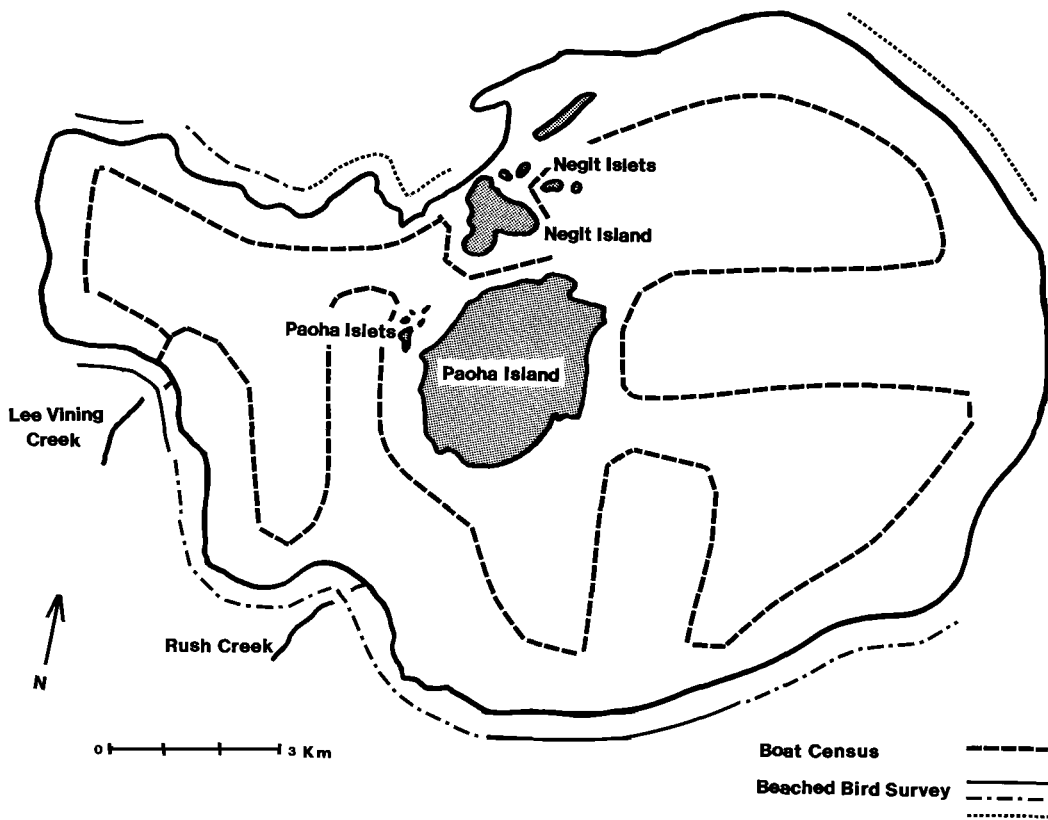 Negit Islets
Negit Island
Paoha Islets
Paoha Island
Lee Vining
Creek
Rush Creek
N
0 3 Km
Boat Census
Beached Bird Survey